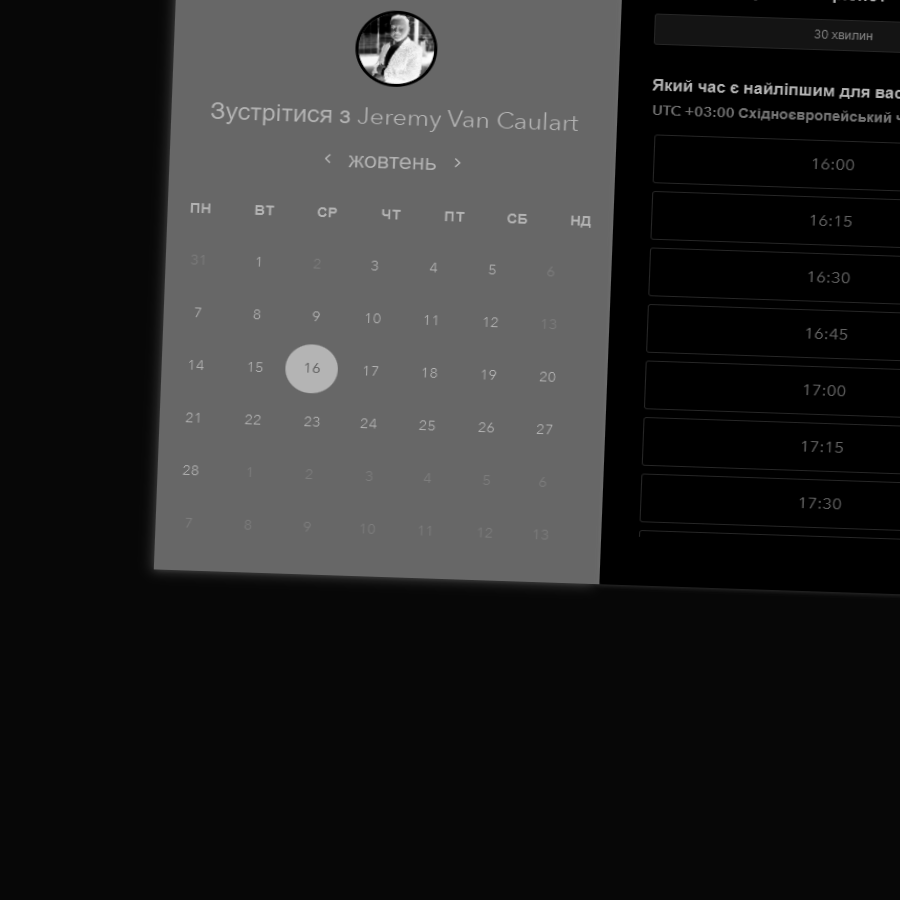 Зустрітися з Jeremy Van Caulart
жовтень
ПН ВТ СР ЧТ ПТ СБ НД
31 1 2 3 4 5 6
7 8 9 10 11 12 13
14 15 16 17 18 19 20
21 22 23 24 25 26 27
28 1 2 3 4 5 6
7 8 9 10 11 12 13
30 хвилин
Який час є найліпшим для вас
UTC +03:00 Східноєвропейський
16:00
16:15
16:30
16:45
17:00
17:15
17:30